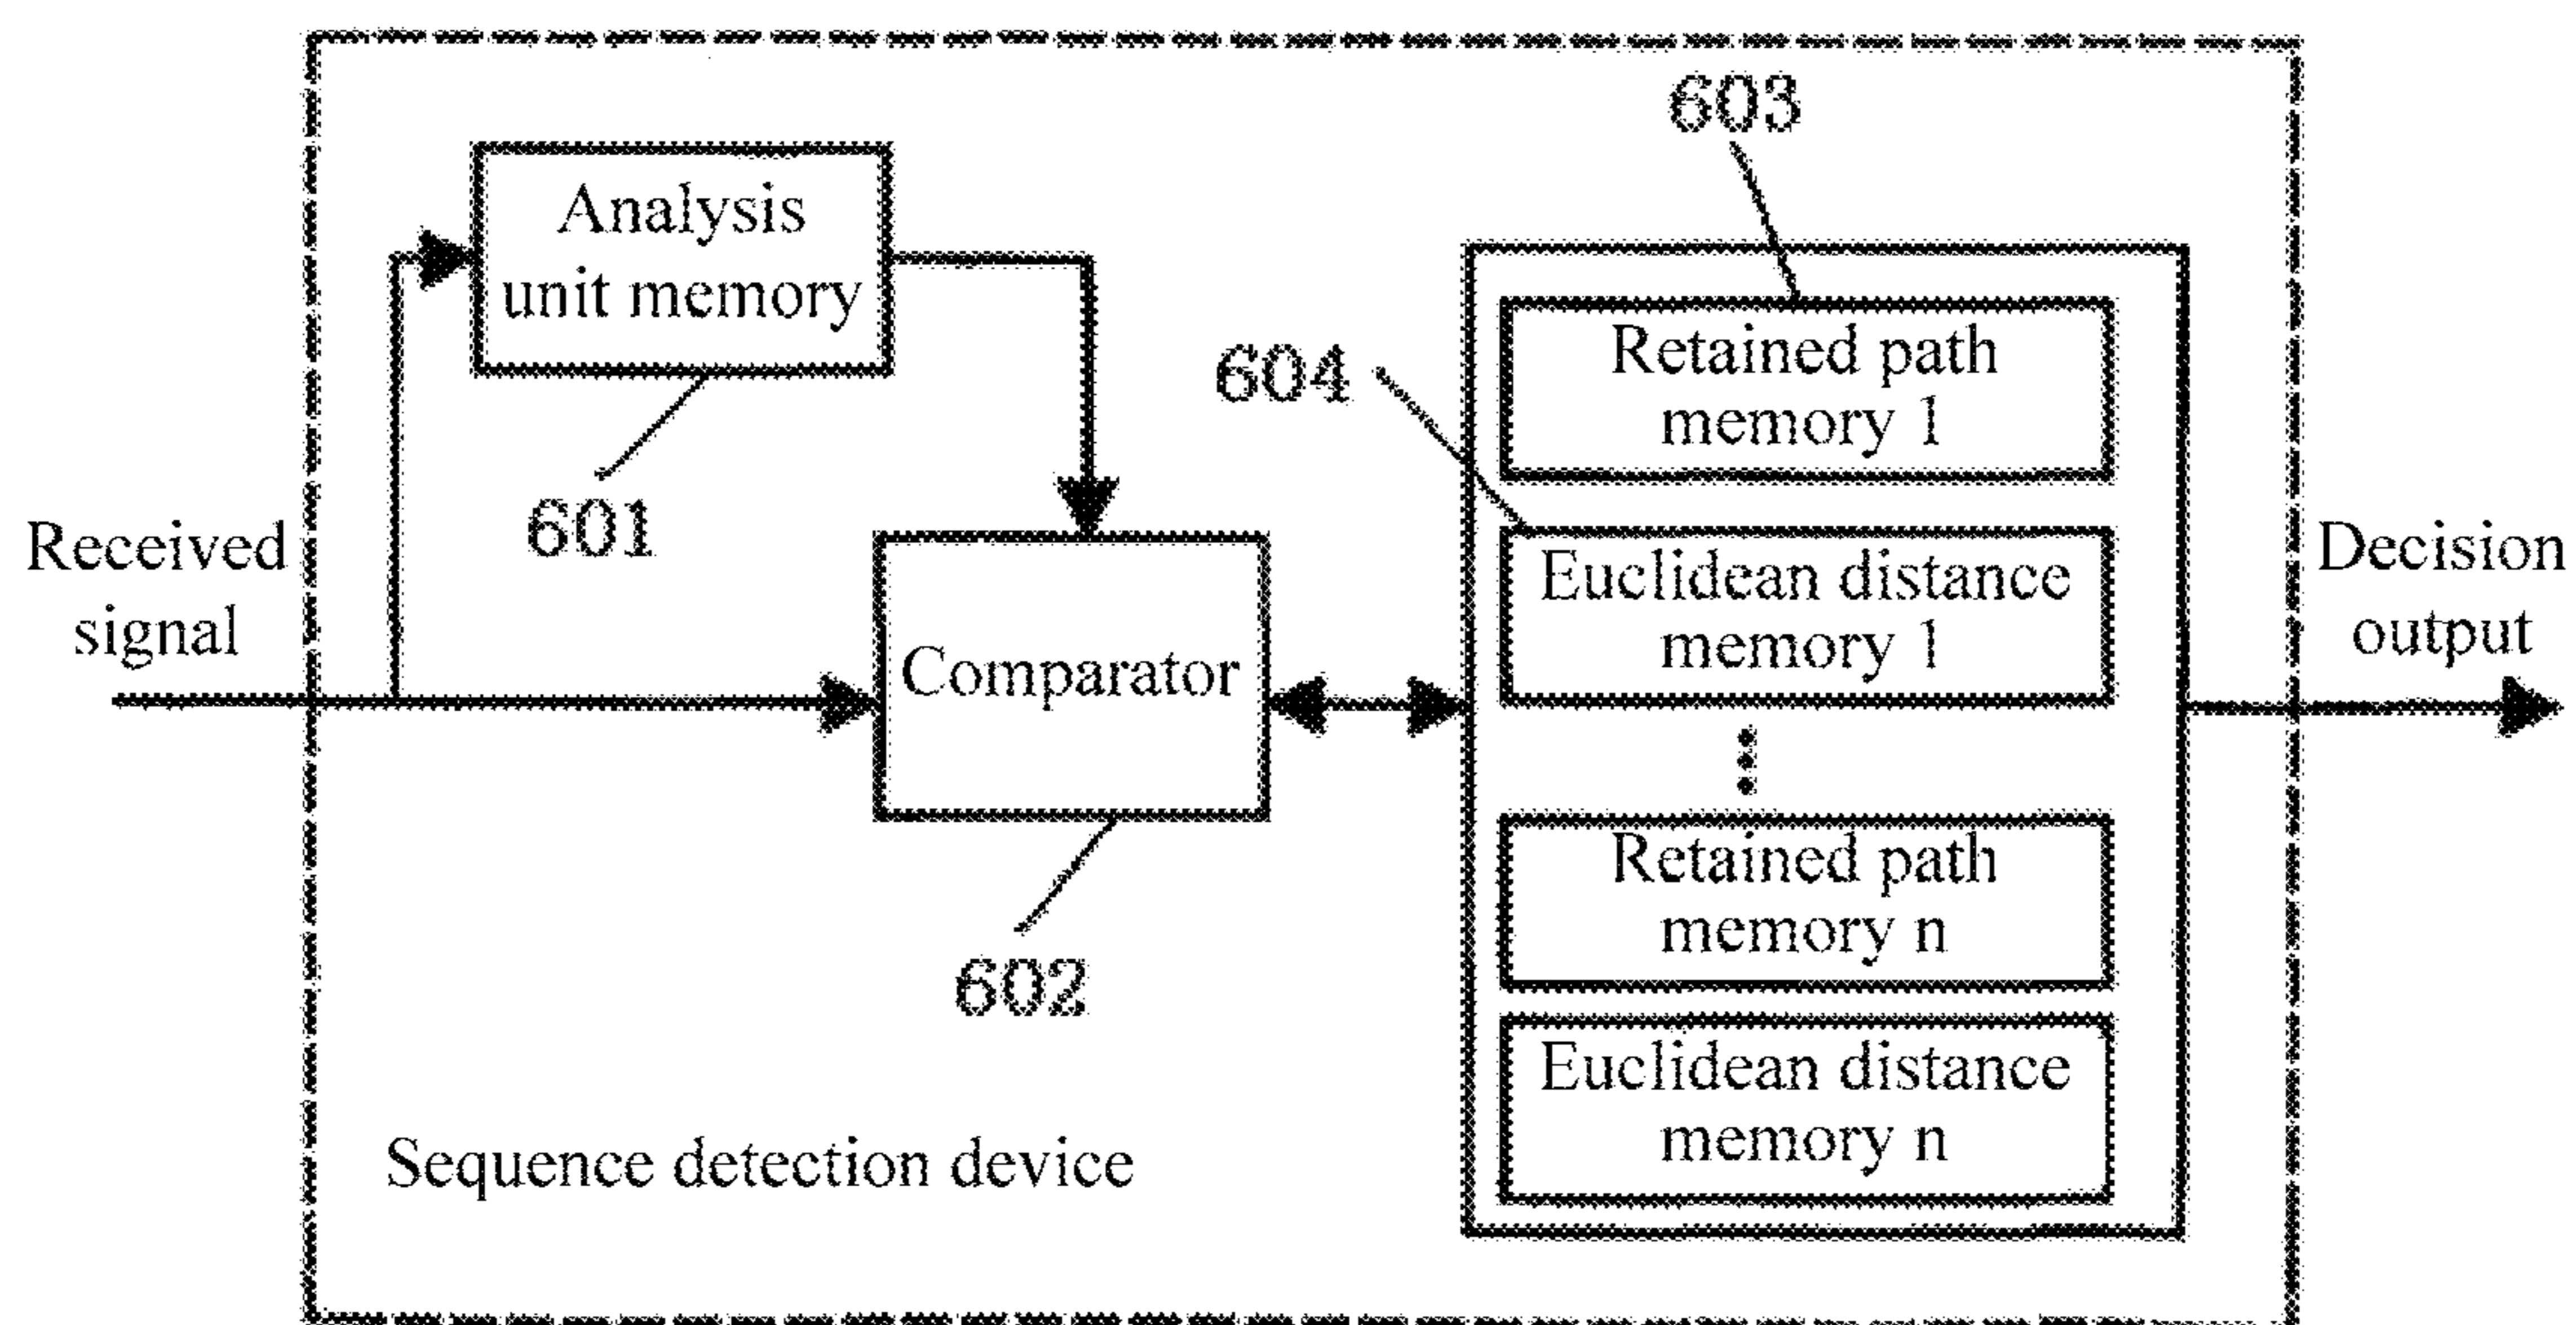 603
Analysis
unit memory
604
Retained path
memory 1
601
Received
signal
Euclidean distance
memory 1
Decision
output
Comparator
Retained path
memory n
602
Euclidean distance
memory n
Sequence detection device